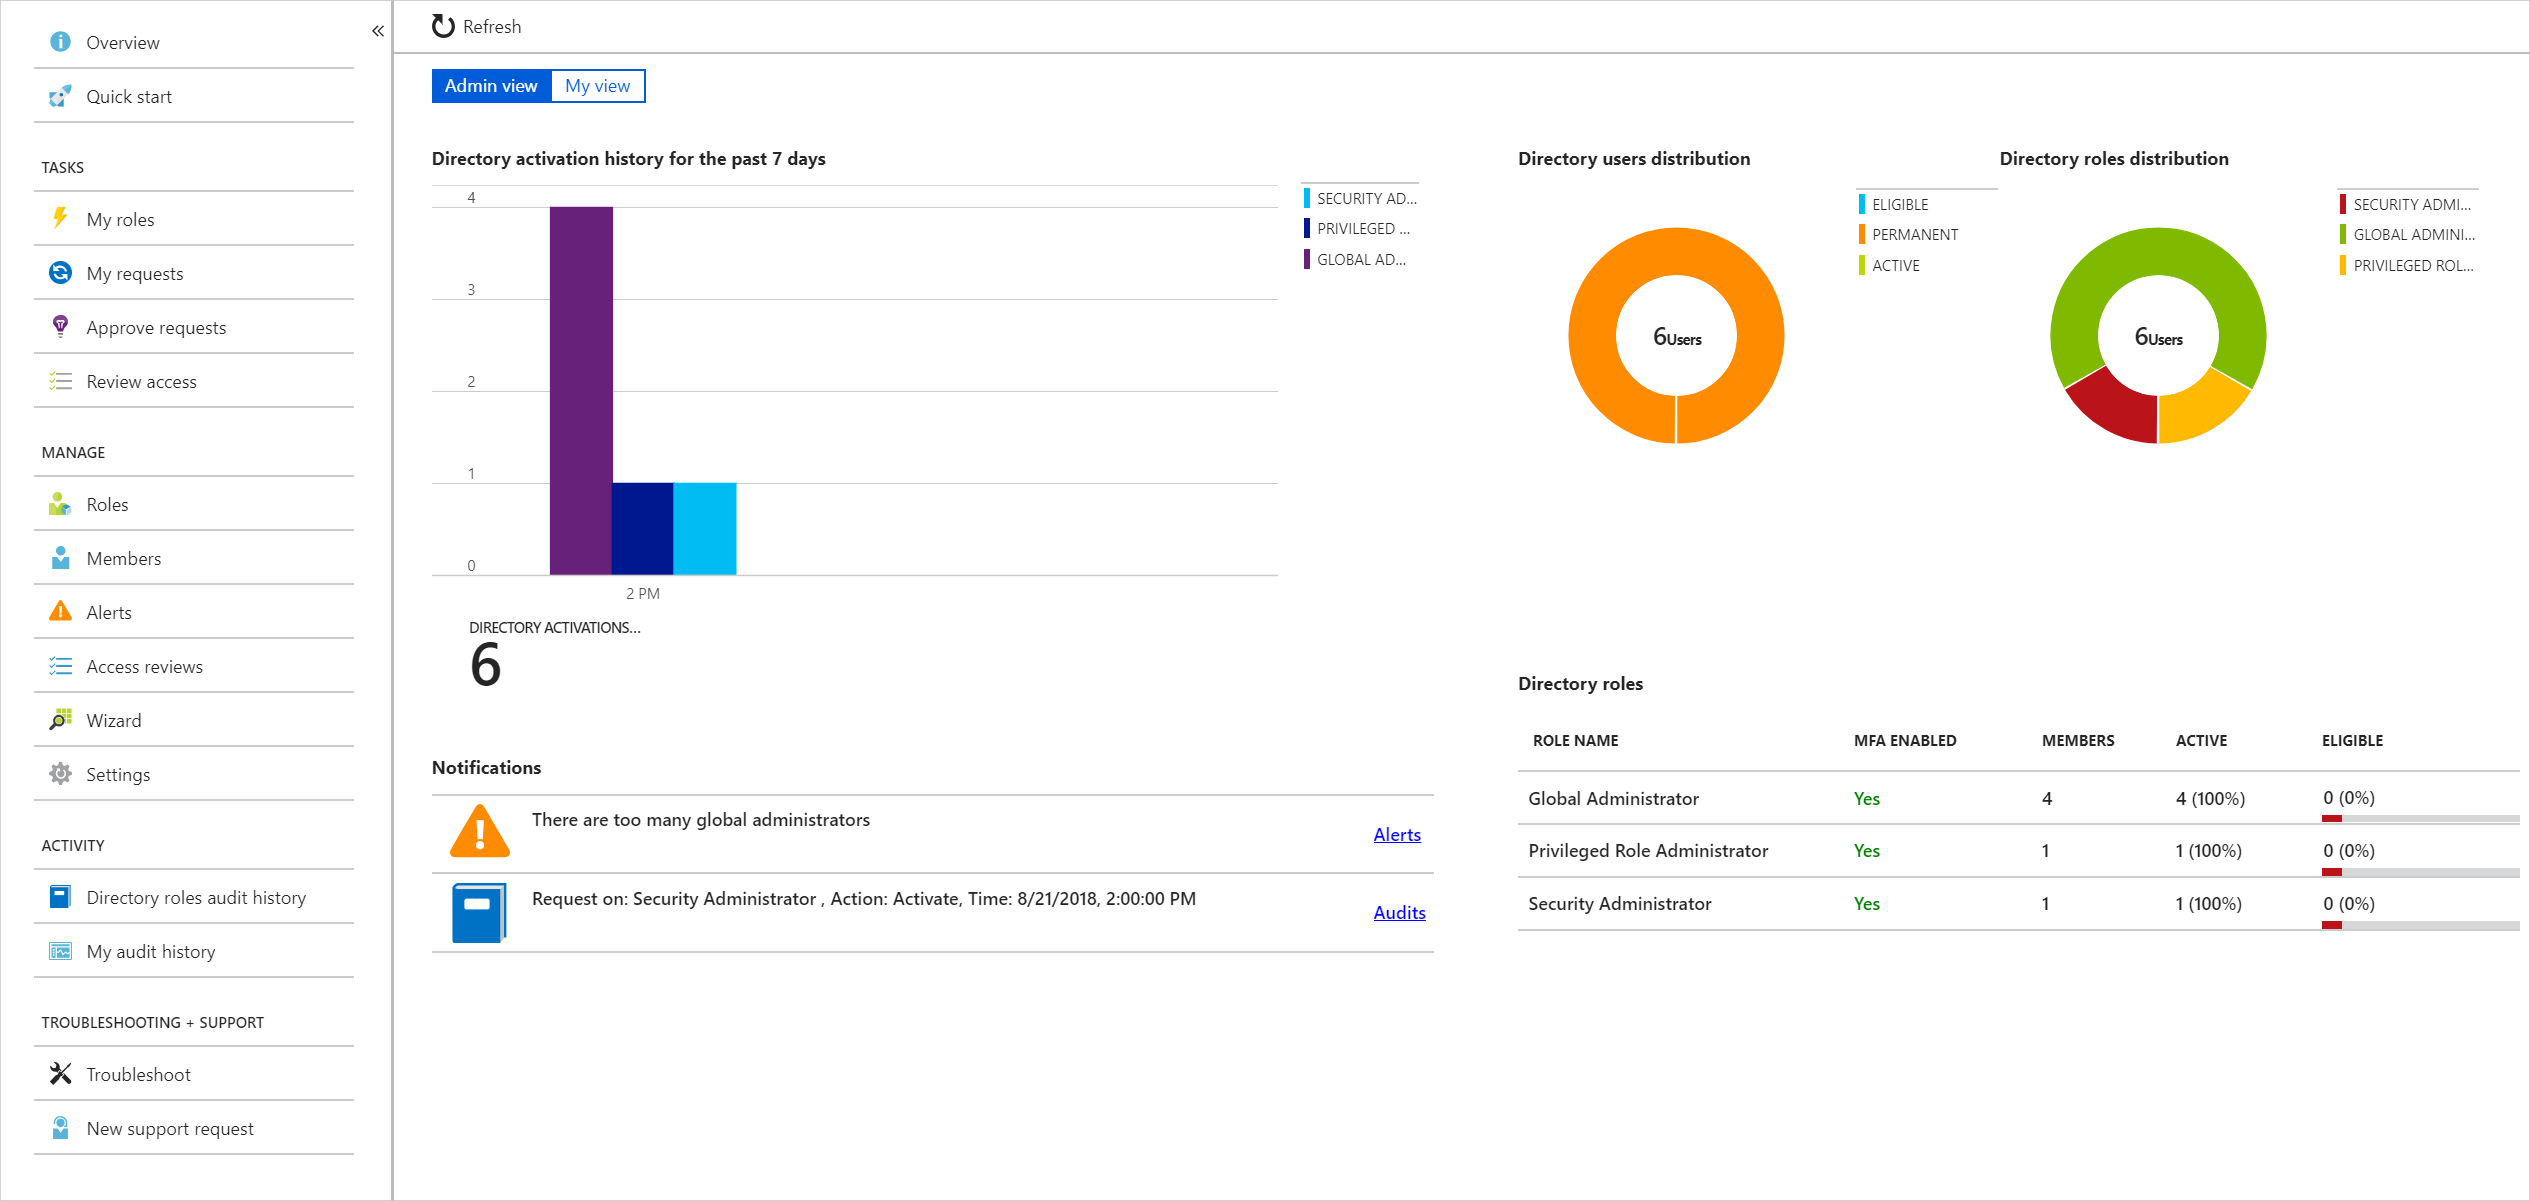 Overview
Quick start
TASKS
My roles
My requests
Approve requests
Review access
MANAGE
Roles
Members
Alerts
Access reviews
Wizard
Settings
ACTIVITY
Directory roles audit history
My audit history
TROUBLESHOOTING + SUPPORT
Troubleshoot
New support request
«
Refresh
Admin view My view
Directory activation history for the past 7 days
4
3
2
1
0
2 PM
SECURITY AD...
PRIVILEGED ...
GLOBAL AD...
DIRECTORY ACTIVATIONS...
6
Directory users distribution
6Users
ELIGIBLE
PERMANENT
ACTIVE
Directory roles distribution
6Users
SECURITY ADMI...
GLOBAL ADMINI...
PRIVILEGED ROL...
Notifications
There are too many global administrators
Alerts
Request on: Security Administrator , Action: Activate, Time: 8/21/2018, 2:00:00 PM
Audits
Directory roles
ROLE NAME MFA ENABLED MEMBERS ACTIVE ELIGIBLE
Global Administrator Yes 4 4 (100%) 0 (0%)
Privileged Role Administrator Yes 1 1 (100%) 0 (0%)
Security Administrator Yes 1 1 (100%) 0 (0%)